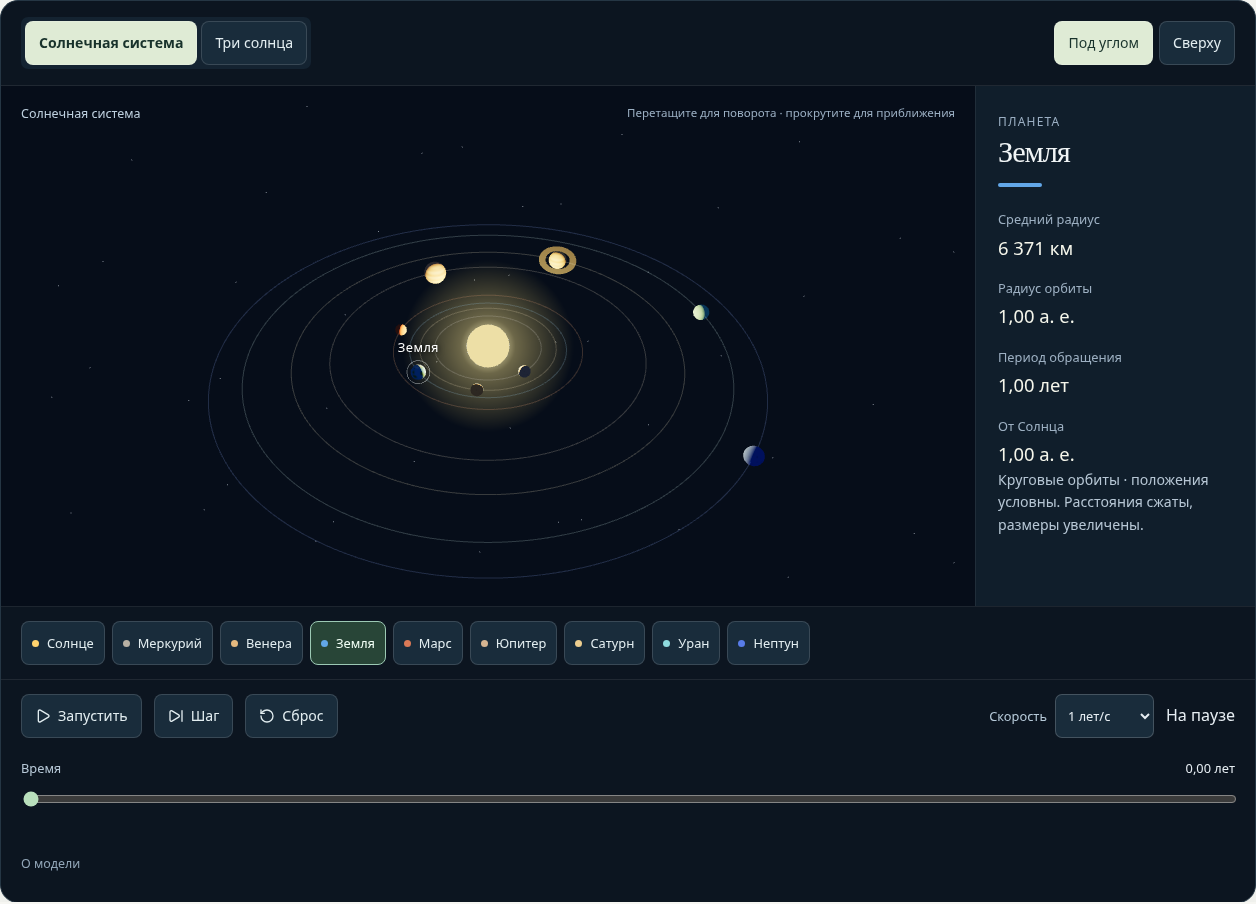 Солнечная система
Три солнца
Под углом
Сверху
Солнечная система
Перетащите для поворота · прокрутите для приближения
Земля
ПЛАНЕТА
Земля
Средний радиус
6 371 км
Радиус орбиты
1,00 а. е.
Период обращения
1,00 лет
От Солнца
1,00 а. е.
Круговые орбиты · положения
условны. Расстояния сжаты,
размеры увеличены.
Солнце
Меркурий
Венера
Земля
Марс
Юпитер
Сатурн
Уран
Нептун
Запустить
Шаг
Сброс
Скорость
1 лет/с
На паузе
Время
0,00 лет
О модели